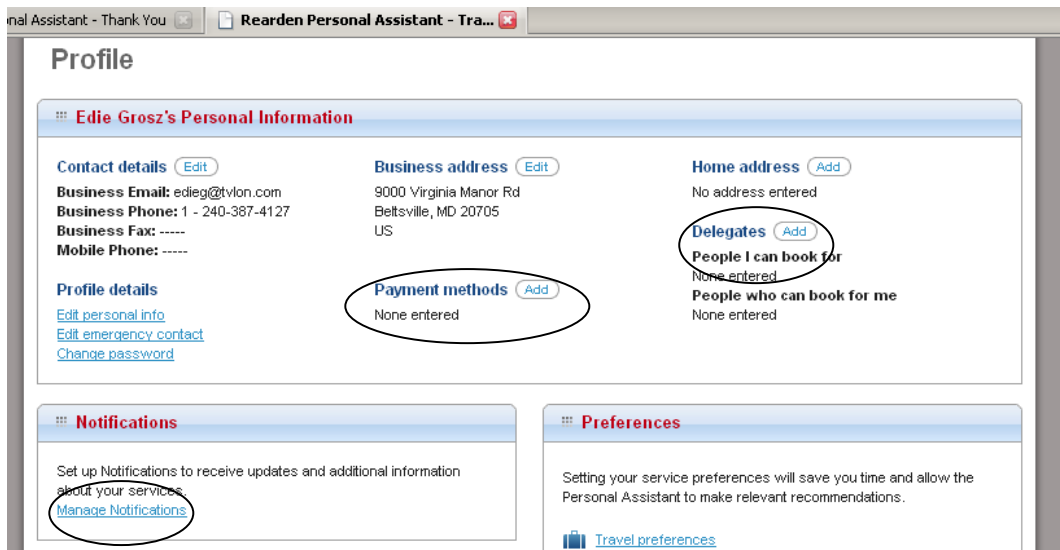 onal Assistant - Thank You
Rearden Personal Assistant - Tra...
Profile
Edie Grosz's Personal Information
Contact details Edit
Business Email: edieg@tvlon.com
Business Phone: 1 - 240-387-4127
Business Fax: -----
Mobile Phone: -----
Profile details
Edit personal info
Edit emergency contact
Change password
Business address Edit
9000 Virginia Manor Rd
Beltsville, MD 20705
US
Payment methods Add
None entered
Home address Add
No address entered
Delegates Add
People I can book for
None entered
People who can book for me
None entered
Notifications
Set up Notifications to receive updates and additional information
about your services.
Manage Notifications
Preferences
Setting your service preferences will save you time and allow the
Personal Assistant to make relevant recommendations.
Travel preferences